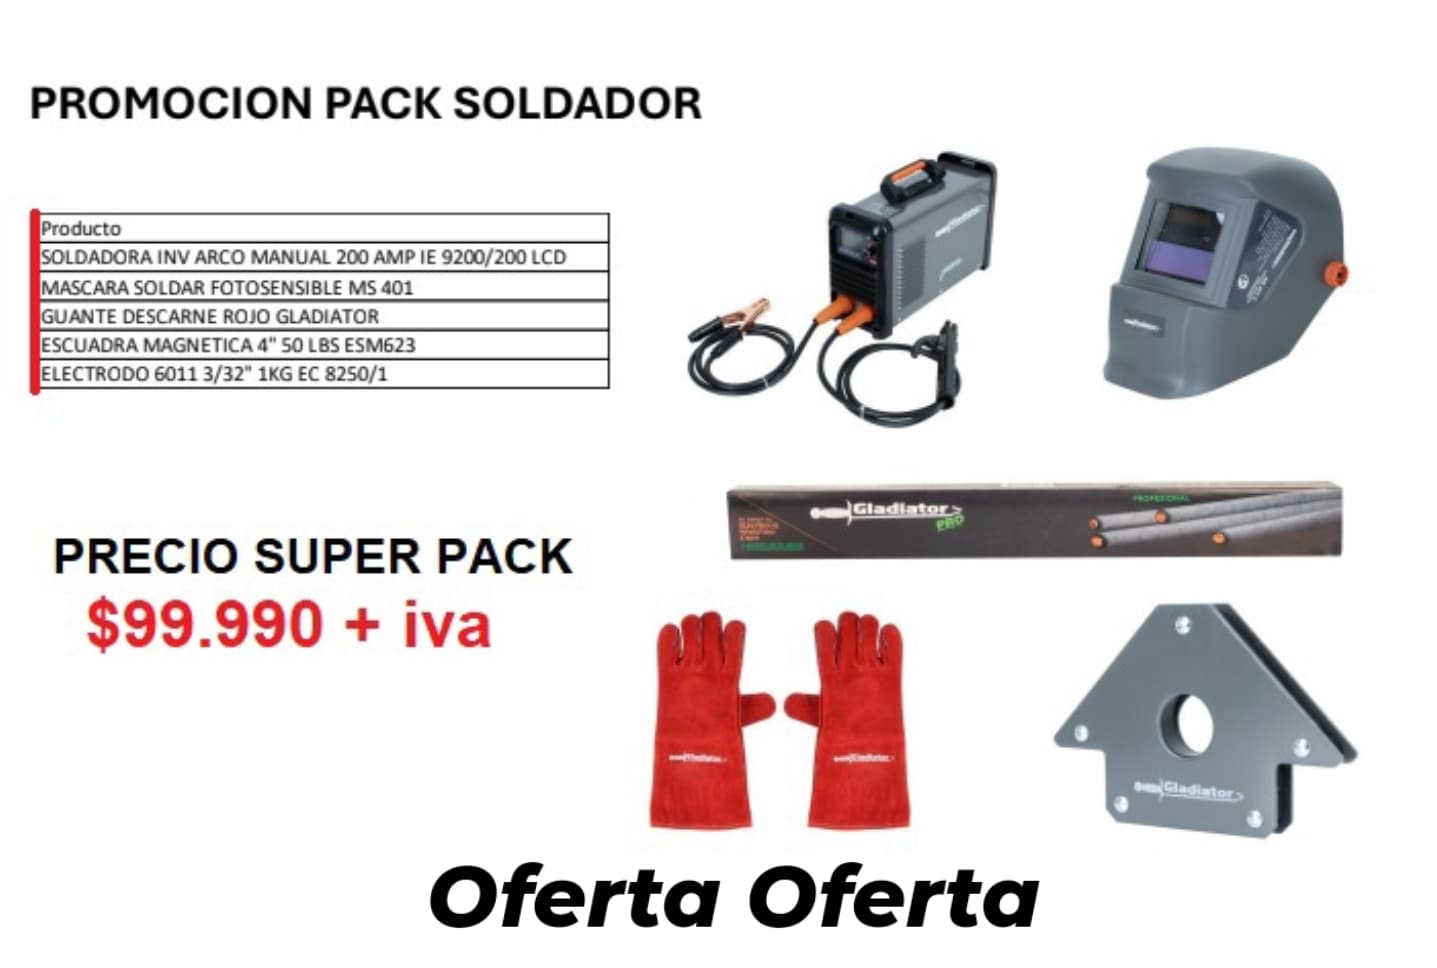 PROMOCION PACK SOLDADOR
Producto
SOLDADORA INV ARCO MANUAL 200 AMP IE 9200/200 LCD
MASCARA SOLDAR FOTOSENSIBLE MS 401
GUANTE DESCARNE ROJO GLADIATOR
ESCUADRA MAGNETICA 4" 50 LBS ESM623
ELECTRODO 6011 3/32" 1KG EC 8250/1
Gladiator
PRECIO SUPER PACK
$99.990 + iva
Gladiator
PRO
PROFESIONAL
Gladiator
Gladiator
Gladiator
Oferta Oferta